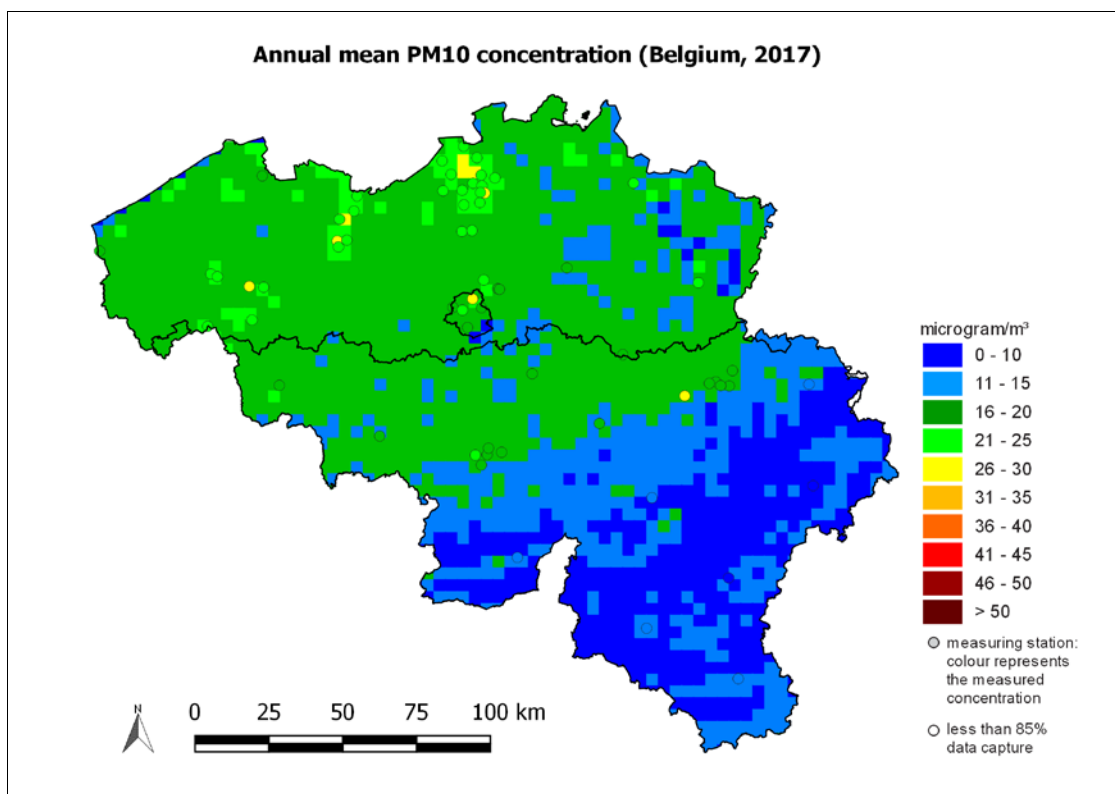 Annual mean PM10 concentration (Belgium, 2017)
microgram/m³
0 - 10
11 - 15
16 - 20
21 - 25
26 - 30
31 - 35
36 - 40
41 - 45
46 - 50
> 50
measuring station:
colour represents
the measured
concentration
less than 85%
data capture
N
0 25 50 75 100 km